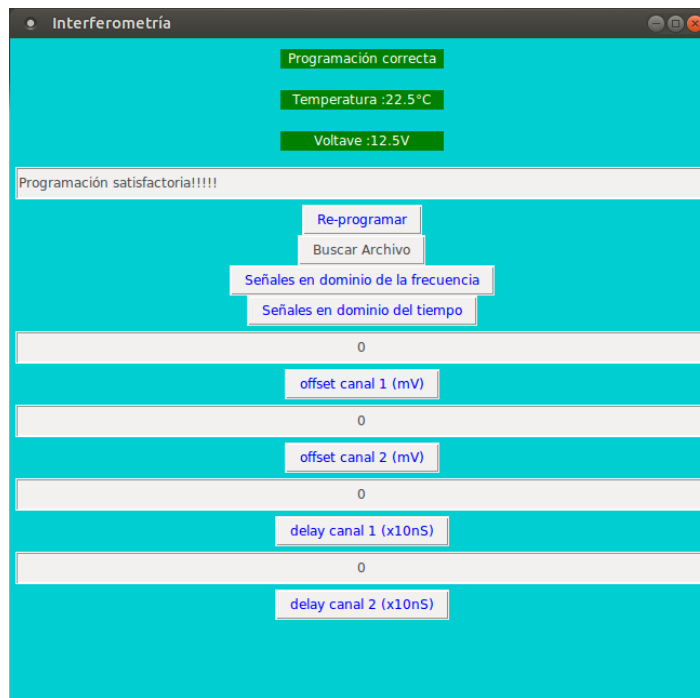 Interferometría
Programación correcta
Temperatura :22.5°C
Voltave :12.5V
Programación satisfactoria!!!!!
Re-programar
Buscar Archivo
Señales en dominio de la frecuencia
Señales en dominio del tiempo
0
offset canal 1 (mV)
0
offset canal 2 (mV)
0
delay canal 1 (x10nS)
0
delay canal 2 (x10nS)